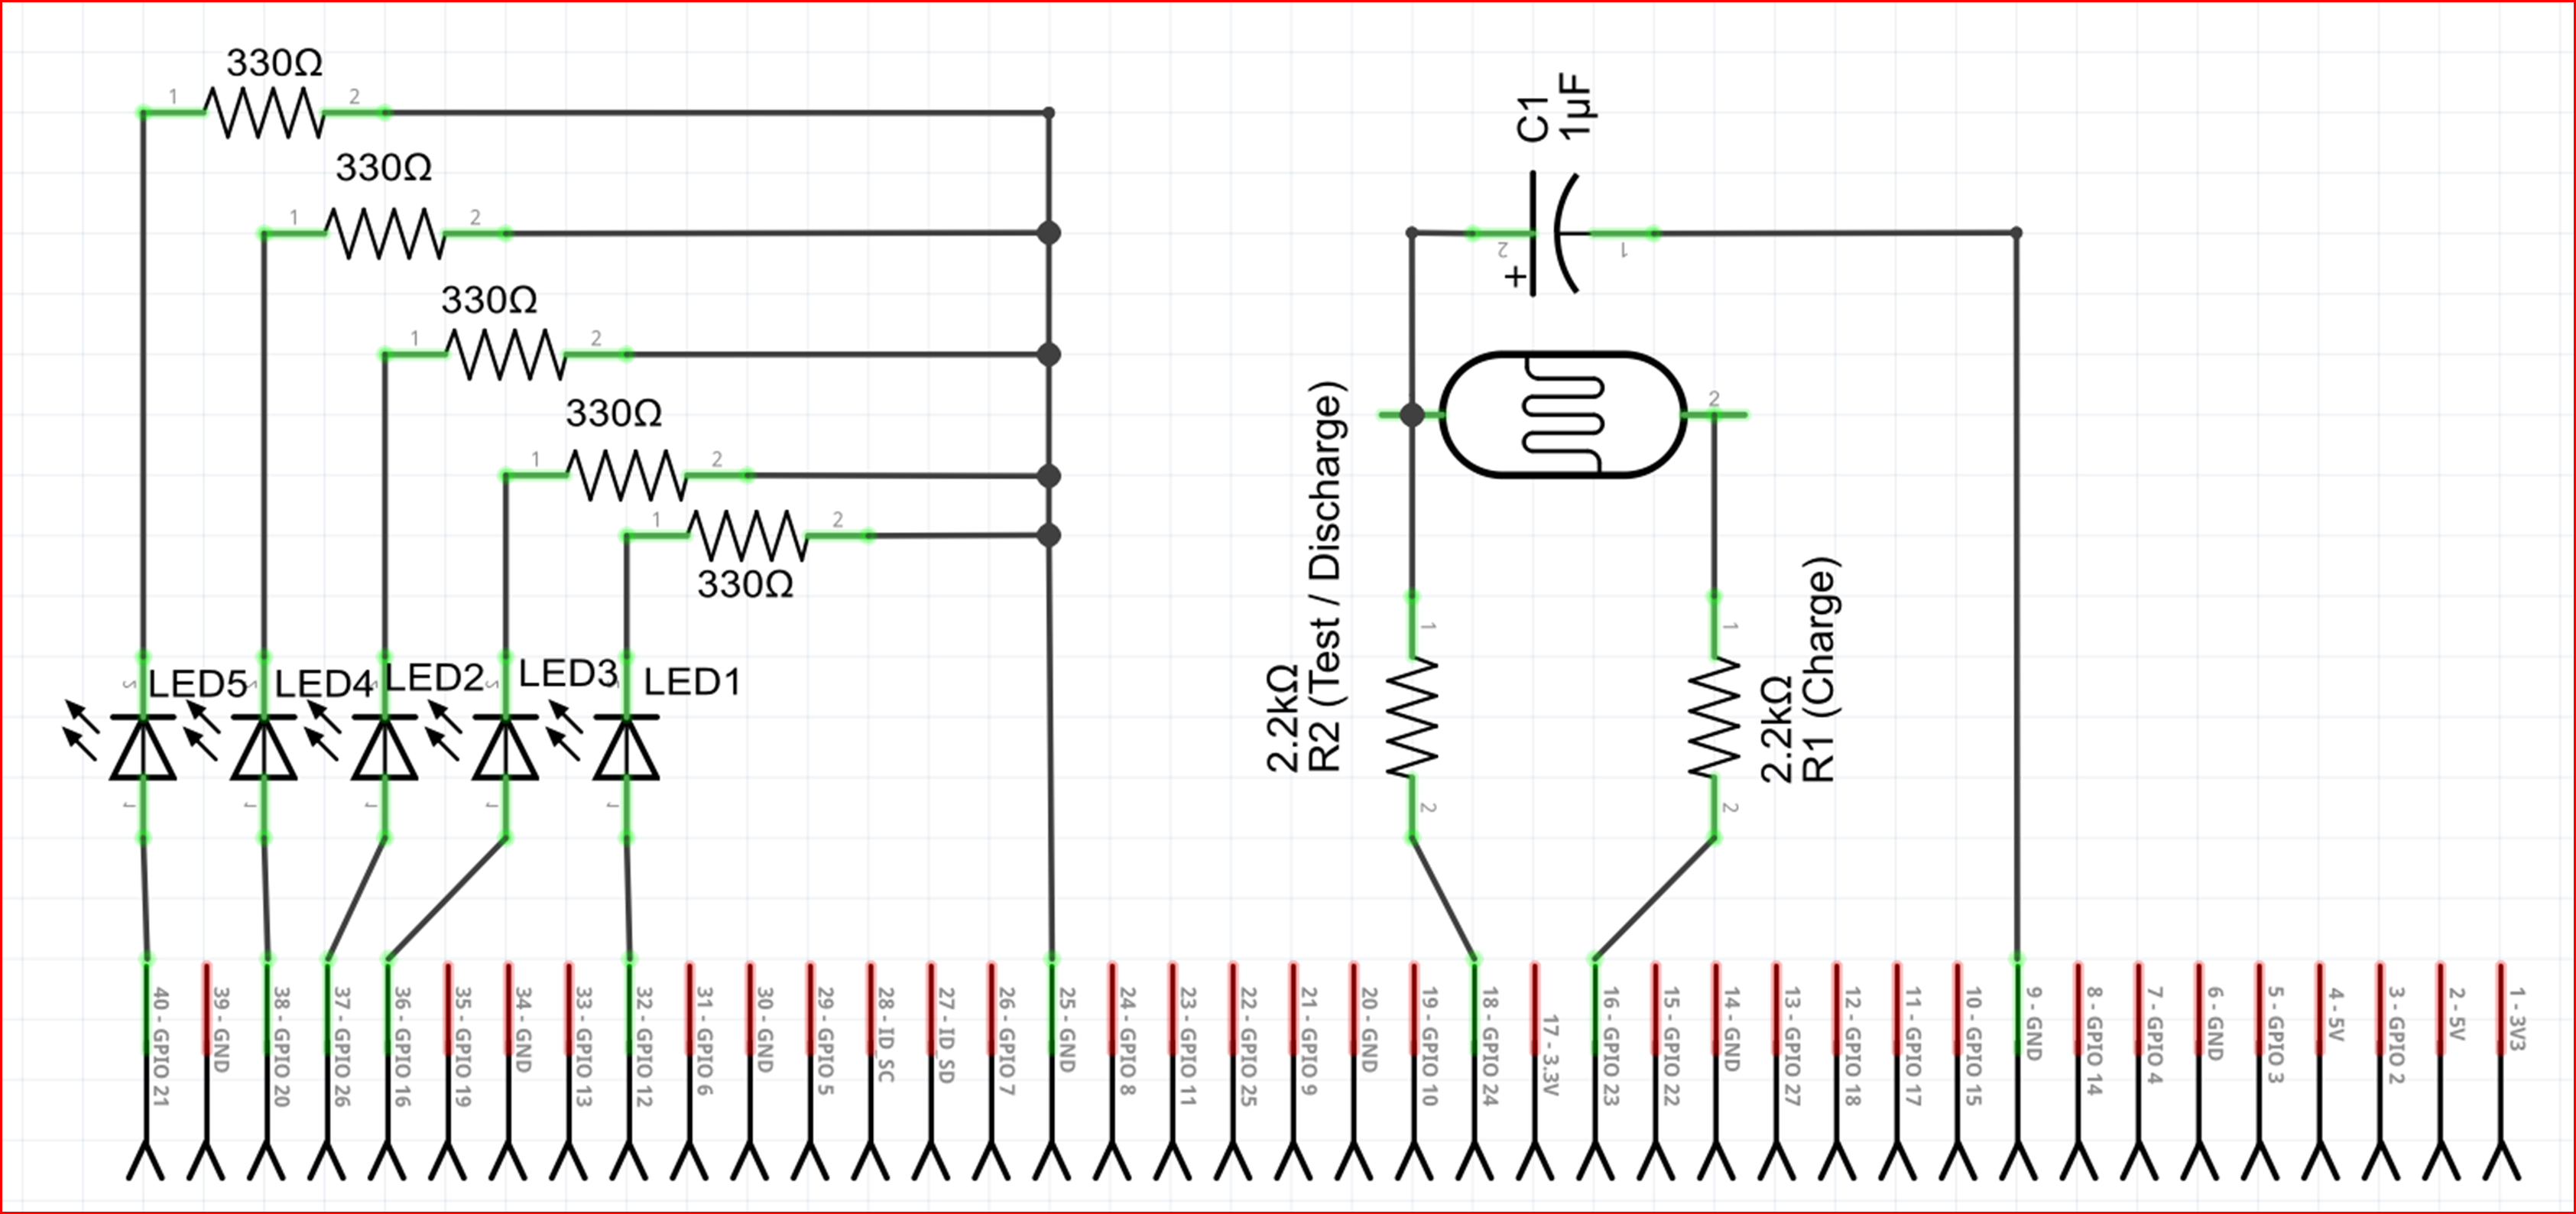 330Ω
1
2
330Ω
1
2
330Ω
1
2
330Ω
1
2
1
2
330Ω
C1
1µF
2
1
+
2
R2 (Test / Discharge)
2.2kΩ
1
2
R1 (Charge)
2.2kΩ
1
2
LED5
LED4
LED2
LED3
LED1
40 - GPIO 21
39 - GND
38 - GPIO 20
37 - GPIO 26
36 - GPIO 16
35 - GPIO 19
34 - GND
33 - GPIO 13
32 - GPIO 12
31 - GPIO 6
30 - GND
29 - GPIO 5
28 - ID_SC
27 - ID_SD
26 - GPIO 7
25 - GND
24 - GPIO 8
23 - GPIO 11
22 - GPIO 25
21 - GPIO 9
20 - GND
19 - GPIO 10
18 - GPIO 24
17 - 3.3V
16 - GPIO 23
15 - GPIO 22
14 - GND
13 - GPIO 27
12 - GPIO 18
11 - GPIO 17
10 - GPIO 15
9 - GND
8 - GPIO 14
7 - GPIO 4
6 - GND
5 - GPIO 3
4 - 5V
3 - GPIO 2
2 - 5V
1 - 3V3